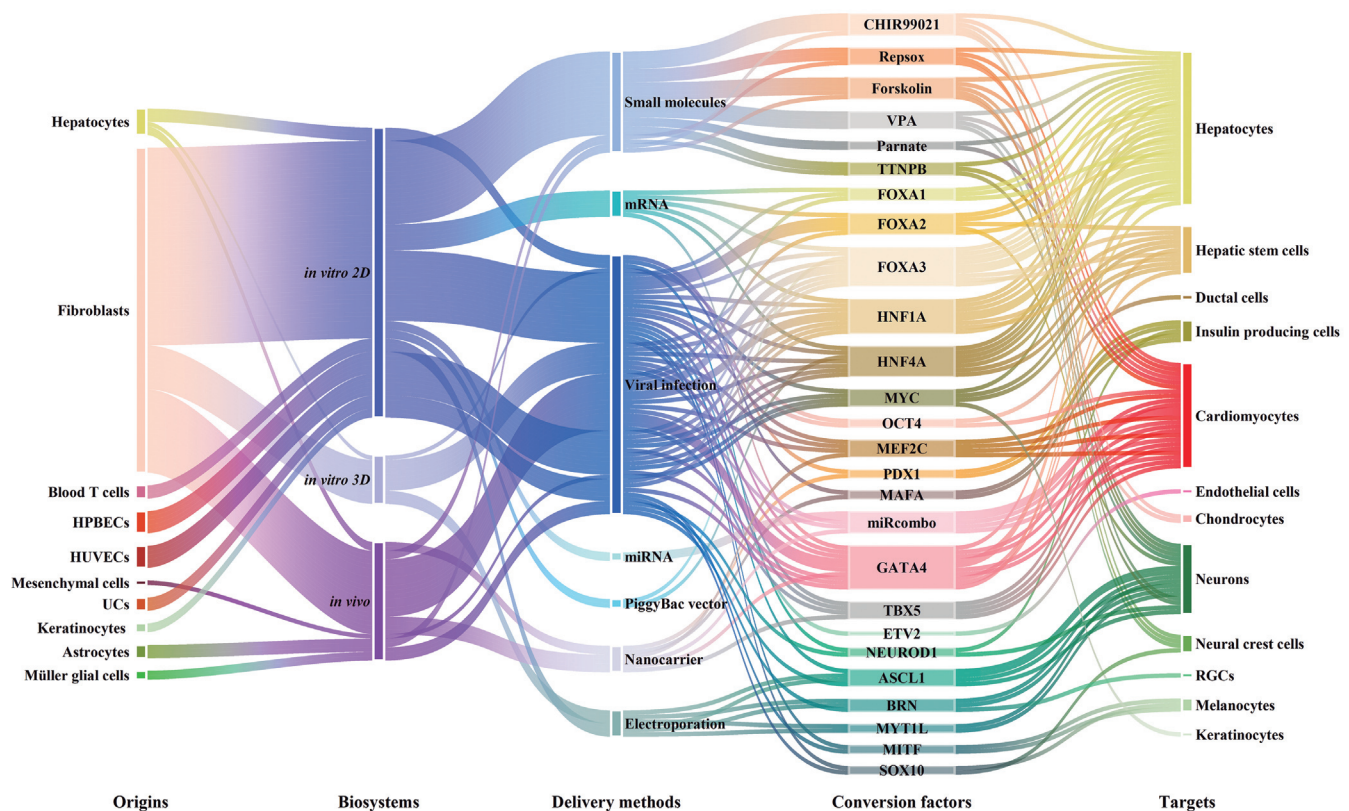 Hepatocytes
Fibroblasts
Blood T cells
HPBECs
HUVECs
Mesenchymal cells
UCs
Keratinocytes
Astrocytes
Müller glial cells
in vitro 2D
in vitro 3D
in vivo
Small molecules
mRNA
Viral infection
miRNA
PiggyBac vector
Nanocarrier
Electroporation
CHIR99021
Repsox
Forskolin
VPA
Parnate
TTNPB
FOXA1
FOXA2
FOXA3
HNF1A
HNF4A
MYC
OCT4
MEF2C
PDX1
MAFA
miRcombo
GATA4
TBX5
ETV2
NEUROD1
ASCL1
BRN
MYT1L
MITF
SOX10
Hepatocytes
Hepatic stem cells
Ductal cells
Insulin producing cells
Cardiomyocytes
Endothelial cells
Chondrocytes
Neurons
Neural crest cells
RGCs
Melanocytes
Keratinocytes
Origins
Biosystems
Delivery methods
Conversion factors
Targets